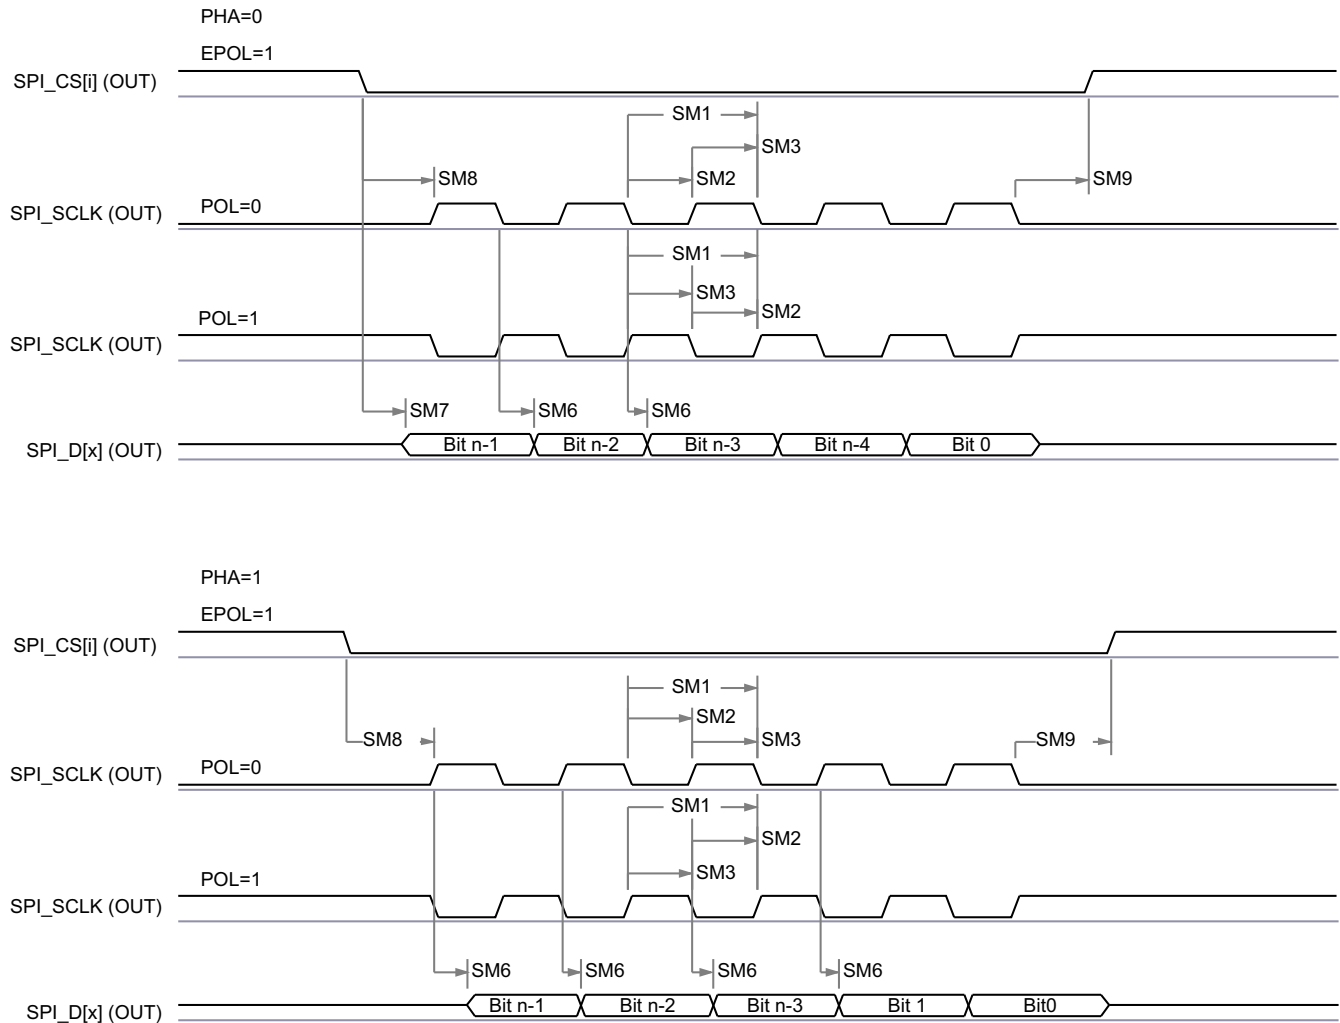 PHA=0
EPOL=1
SPI_CS[i] (OUT)
SM1
SM3
SM8
SM2
SM9
SPI_SCLK (OUT)
POL=0
SM1
SM3
SM2
POL=1
SPI_SCLK (OUT)
SM7
SM6
SM6
SPI_D[x] (OUT)
Bit n-1
Bit n-2
Bit n-3
Bit n-4
Bit 0
PHA=1
EPOL=1
SPI_CS[i] (OUT)
SM1
SM2
SM8
SM3
SM9
SPI_SCLK (OUT)
POL=0
SM1
SM2
SM3
POL=1
SPI_SCLK (OUT)
SM6
SM6
SM6
SM6
SPI_D[x] (OUT)
Bit n-1
Bit n-2
Bit n-3
Bit 1
Bit0